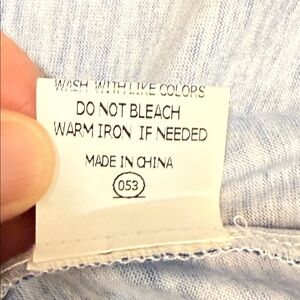 WASH WITH LIKE COLORS
DO NOT BLEACH
WARM IRON IF NEEDED
MADE IN CHINA
053